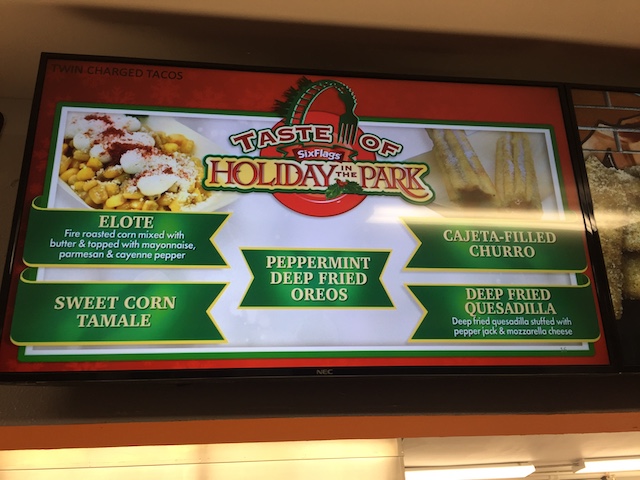 TWIN CHARGED TACOS
TASTE OF
SixFlags
HOLIDAY IN THE PARK
ELOTE
Fire roasted corn mixed with
butter & topped with mayonnaise,
parmesan & cayenne pepper
SWEET CORN
TAMALE
PEPPERMINT
DEEP FRIED
OREOS
CAJETA-FILLED
CHURRO
DEEP FRIED
QUESADILLA
Deep fried quesadilla stuffed with
pepper jack & mozzarella cheese
NEC